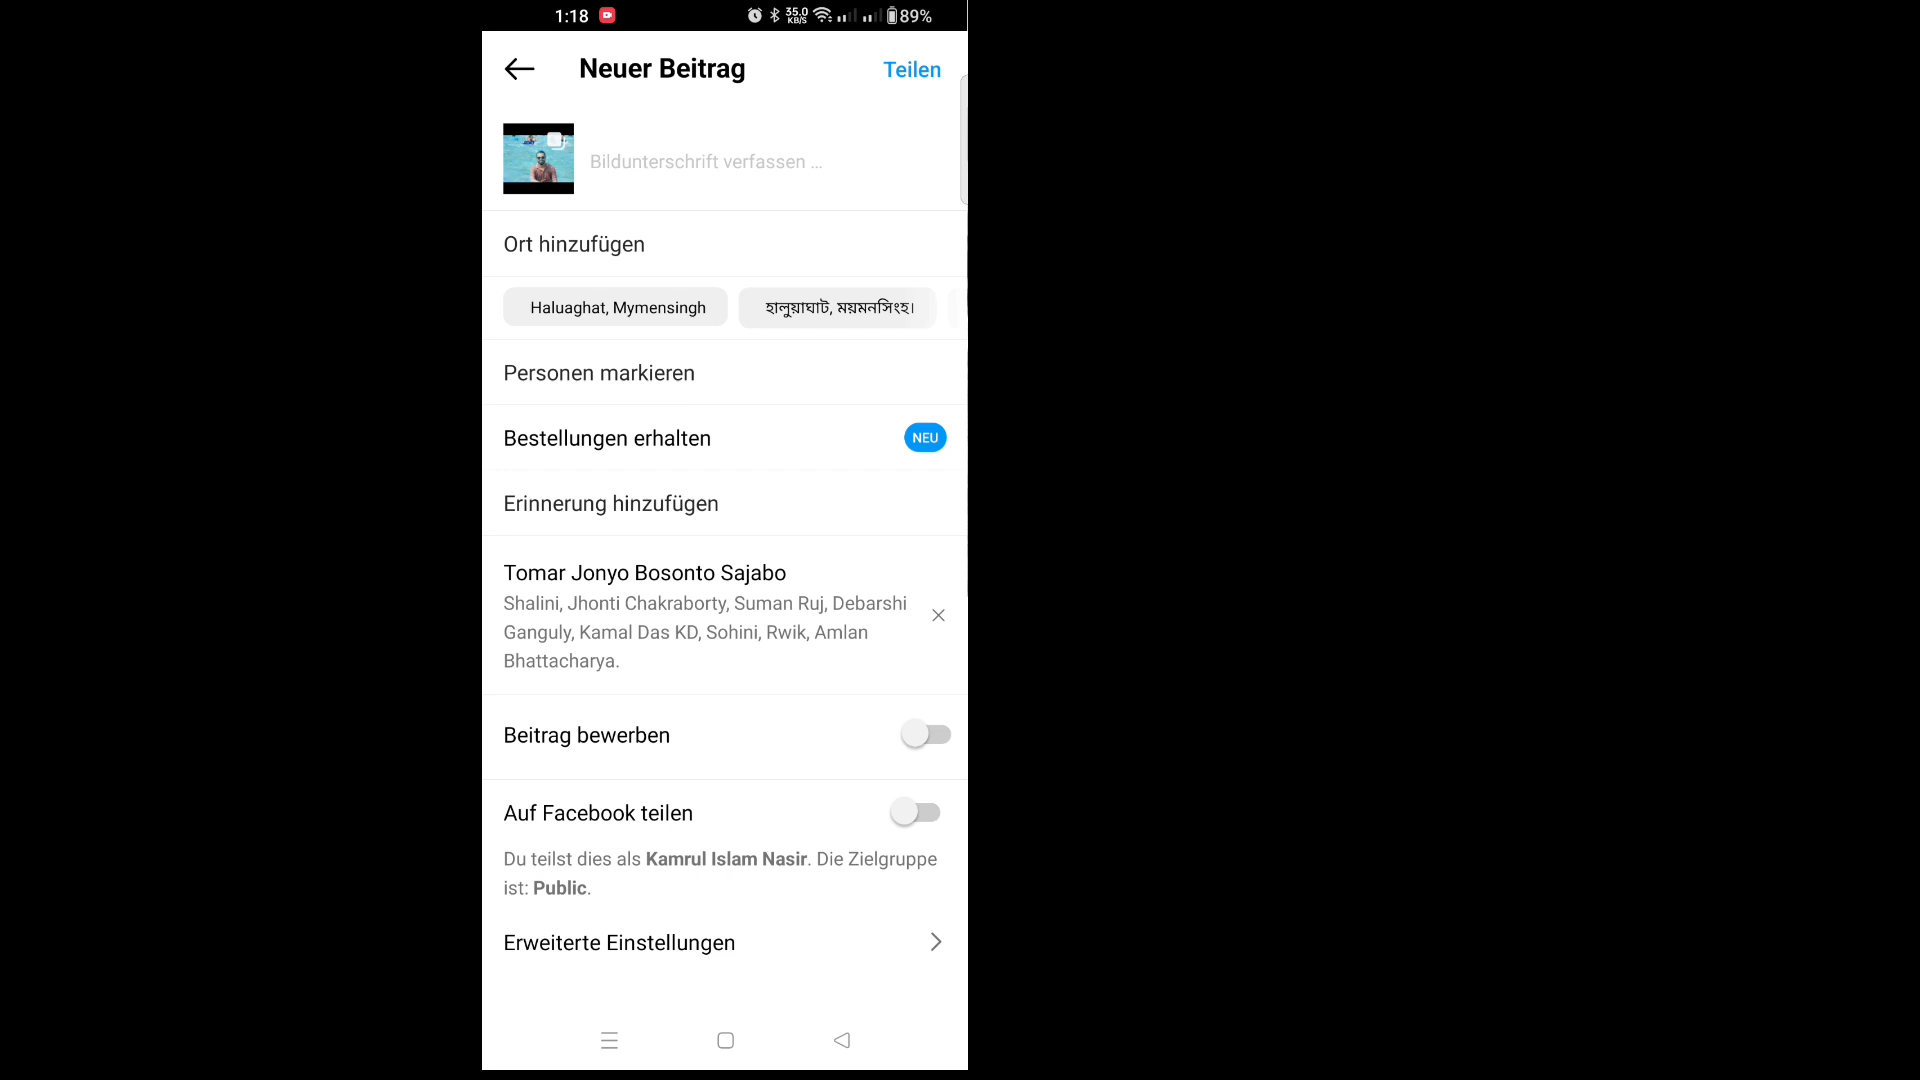 1:18 35.0 KB/S 89%
Neuer Beitrag Teilen
Bildunterschrift verfassen ...
Ort hinzufügen
Haluaghat, Mymensingh হালুয়াঘাট, ময়মনসিংহ।
Personen markieren
Bestellungen erhalten NEU
Erinnerung hinzufügen
Tomar Jonyo Bosonto Sajabo
Shalini, Jhonti Chakraborty, Suman Ruj, Debarshi
Ganguly, Kamal Das KD, Sohini, Rwik, Amlan
Bhattacharya.
Beitrag bewerben
Auf Facebook teilen
Du teilst dies als Kamrul Islam Nasir. Die Zielgruppe
ist: Public.
Erweiterte Einstellungen